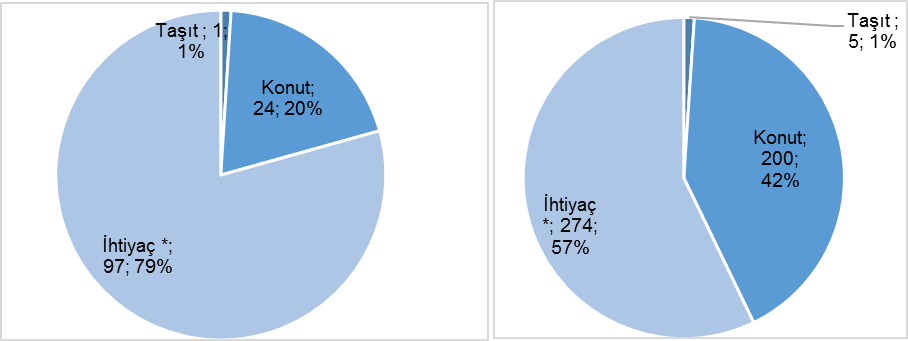 Taşıt ; 1;
1%
Konut;
24; 20%
İhtiyaç *;
97; 79%
Taşıt ;
5; 1%
Konut;
200;
42%
İhtiyaç
*; 274;
57%